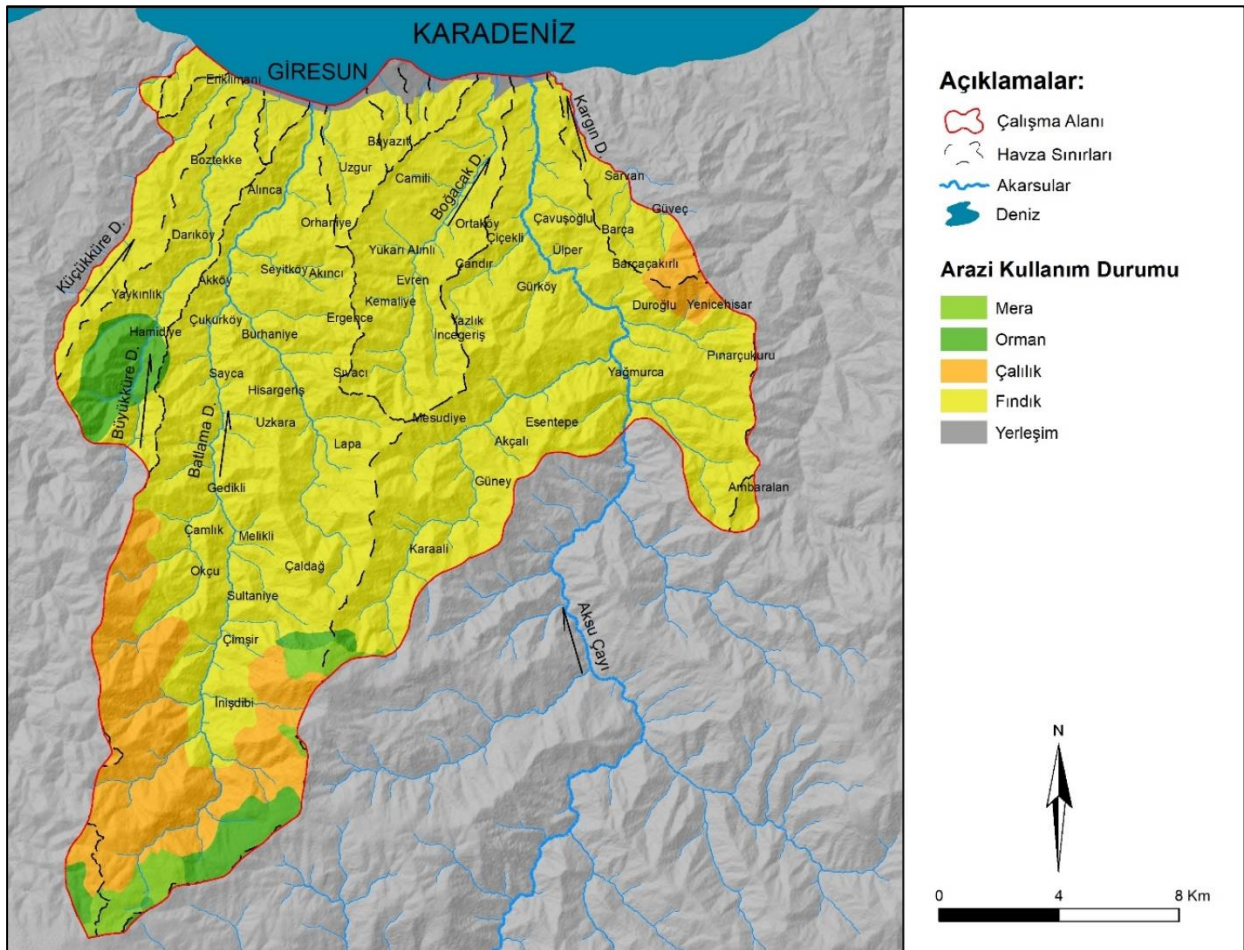 KARADENİZ
GİRESUN
Eriklimanı
Kargın D.
Bayazıt
Boztekke
Uzgur
Camili
Boğacak D.
Sarvan
Alınca
Güveç
Orhaniye
Ortaköy
Çavuşoğlu
Küçükküre D.
Darıköy
Çiçekli
Barça
Yukarı Alınlı
Ülper
Seyitköy
Akıncı
Gandır
Barçaçakırlı
Akköy
Evren
Gürköy
Yaykınlık
Kemaliye
Duroğlu
Yenicehisar
Hamidiye
Çukurköy
Burhaniye
Ergence
Yazlık
İncegeriş
Pınarçukuru
Büyükküre D.
Sayca
Sıvacı
Yağmurca
Hisargeriş
Batlama D.
Uzkara
Mesudiye
Esentepe
Lapa
Akçalı
Gedikli
Güney
Ambaralan
Çamlık
Melikli
Karaali
Okçu
Çaldağ
Sultaniye
Aksu Çayı
Çimşir
İnişdibi
Açıklamalar:
Çalışma Alanı
Havza Sınırları
Akarsular
Deniz
Arazi Kullanım Durumu
Mera
Orman
Çalılık
Fındık
Yerleşim
N
0 4 8 Km